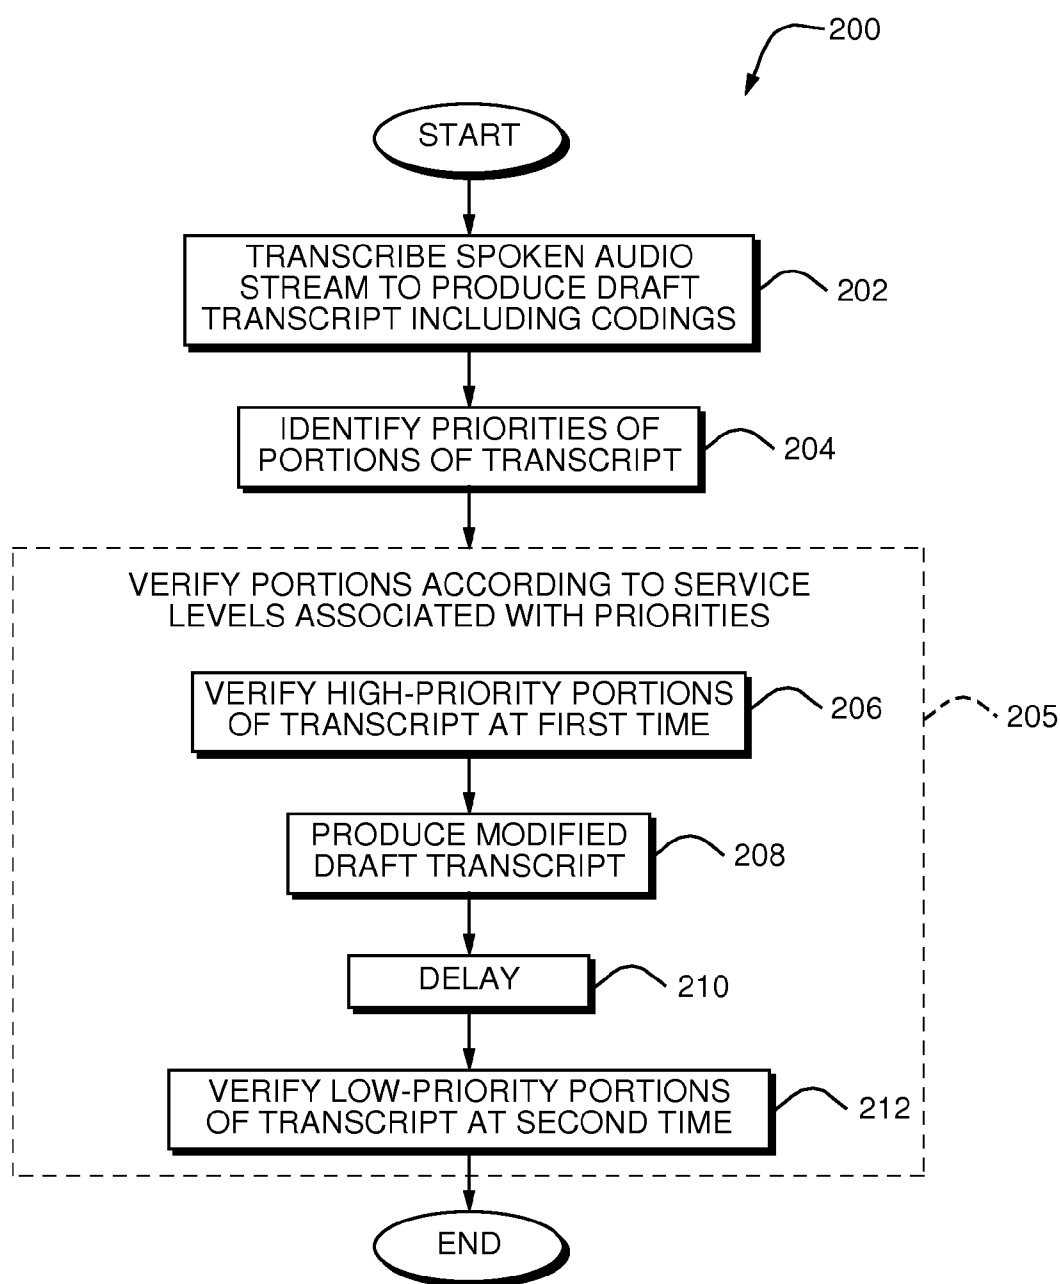 200
START
TRANSCRIBE SPOKEN AUDIO
STREAM TO PRODUCE DRAFT
TRANSCRIPT INCLUDING CODINGS
202
IDENTIFY PRIORITIES OF
PORTIONS OF TRANSCRIPT
204
VERIFY PORTIONS ACCORDING TO SERVICE
LEVELS ASSOCIATED WITH PRIORITIES
VERIFY HIGH-PRIORITY PORTIONS
OF TRANSCRIPT AT FIRST TIME
206
205
PRODUCE MODIFIED
DRAFT TRANSCRIPT
208
DELAY
210
VERIFY LOW-PRIORITY PORTIONS
OF TRANSCRIPT AT SECOND TIME
212
END